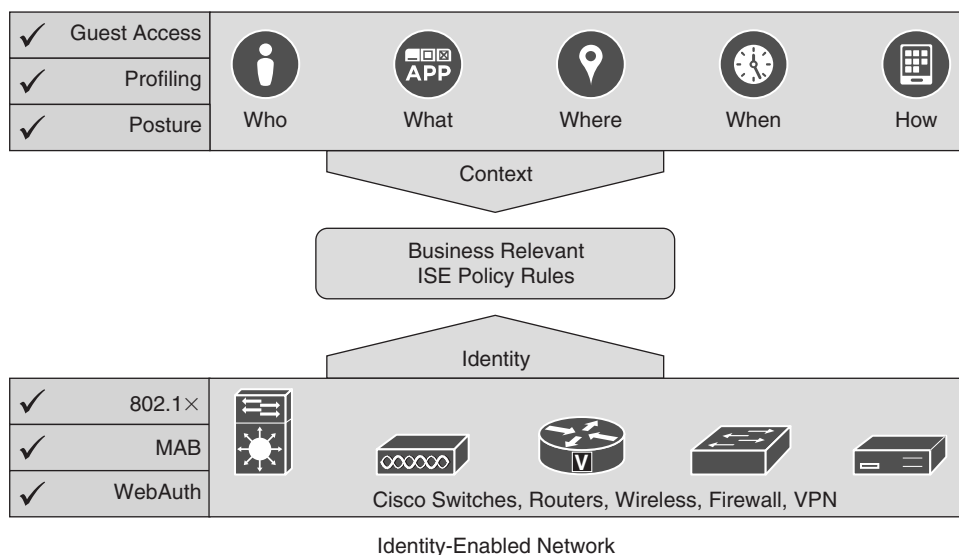 Guest Access
Profiling
Posture
APP
Who
What
Where
When
How
Context
Business Relevant
ISE Policy Rules
Identity
802.1×
MAB
WebAuth
V
Cisco Switches, Routers, Wireless, Firewall, VPN
Identity-Enabled Network